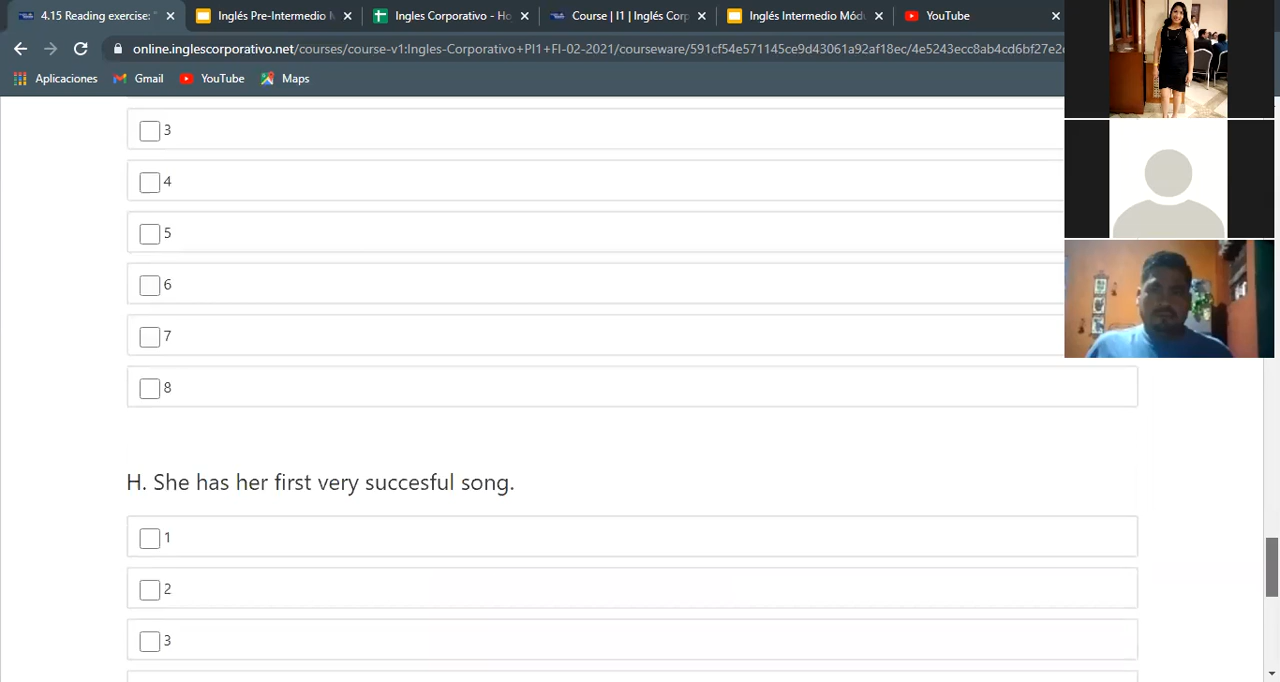 4.15 Reading exercise: "
Inglés Pre-Intermedio
Ingles Corporativo - Ho
Course | I1 | Inglés Corp
Inglés Intermedio Módu
YouTube
online.inglescorporativo.net/courses/course-v1:Ingles-Corporativo+PI1+FI-02-2021/courseware/591cf54e571145ce9d43061a92af18ec/4e5243ecc8ab4cd6bf27e2
Aplicaciones
Gmail
YouTube
Maps
3
4
5
6
7
8
H. She has her first very succesful song.
1
2
3